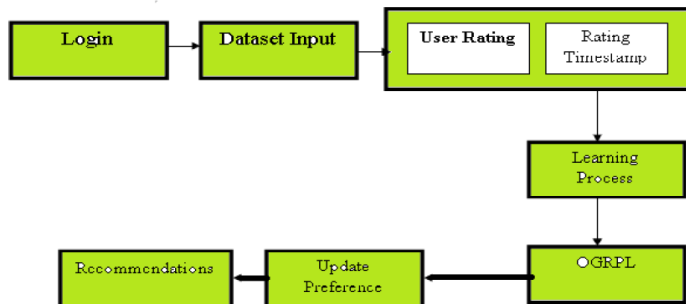 Login
Dataset Input
User Rating
Rating
Timestamp
Learning
Process
OGRPL
Update
Preference
Recommendations